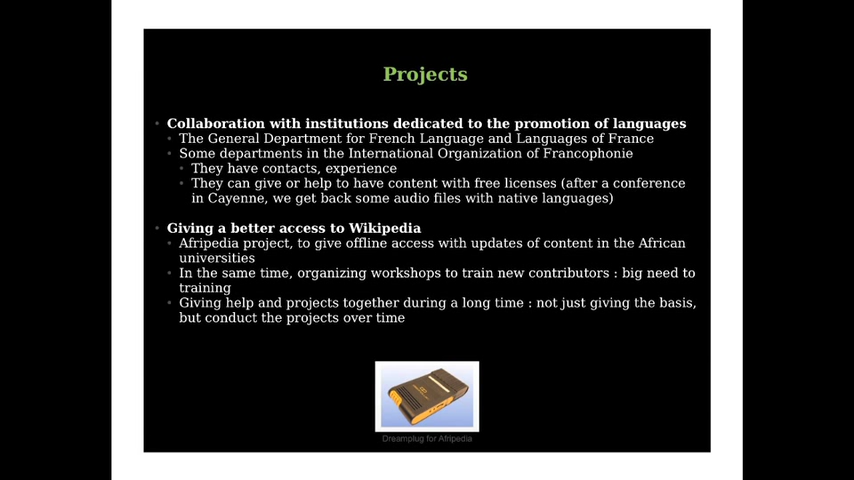 Projects
Collaboration with institutions dedicated to the promotion of languages
The General Department for French Language and Languages of France
Some departments in the International Organization of Francophonie
They have contacts, experience
They can give or help to have content with free licenses (after a conference
in Cayenne, we get back some audio files with native languages)
Giving a better access to Wikipedia
Afripedia project, to give offline access with updates of content in the African
universities
In the same time, organizing workshops to train new contributors : big need to
training
Giving help and projects together during a long time : not just giving the basis,
but conduct the projects over time
Dreamplug for Afripedia